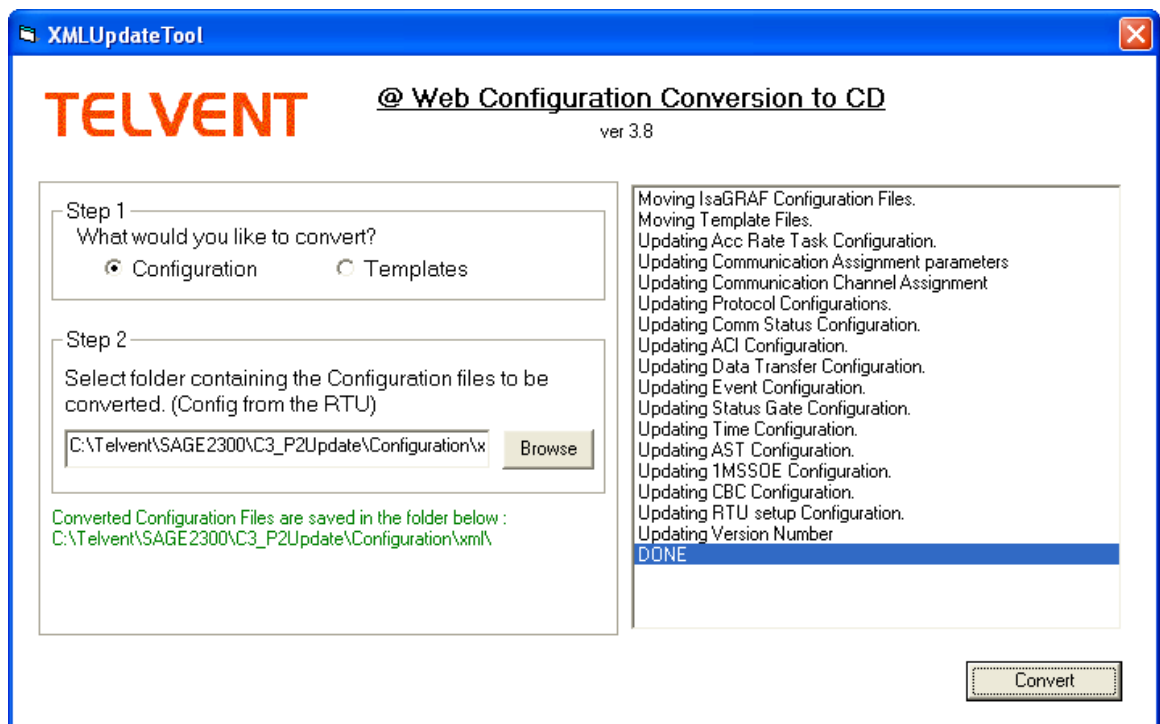 XMLUpdateTool
TELVENT
@ Web Configuration Conversion to CD
ver 3.8
Step 1
What would you like to convert?
Configuration
Templates
Step 2
Select folder containing the Configuration files to be
converted. (Config from the RTU)
C:\Telvent\SAGE2300\C3_P2Update\Configuration\x
Browse
Converted Configuration Files are saved in the folder below :
C:\Telvent\SAGE2300\C3_P2Update\Configuration\xml\
Moving IsaGRAF Configuration Files.
Moving Template Files.
Updating Acc Rate Task Configuration.
Updating Communication Assignment parameters
Updating Communication Channel Assignment
Updating Protocol Configurations.
Updating Comm Status Configuration.
Updating ACI Configuration.
Updating Data Transfer Configuration.
Updating Event Configuration.
Updating Status Gate Configuration.
Updating Time Configuration.
Updating AST Configuration.
Updating 1MSSOE Configuration.
Updating CBC Configuration.
Updating RTU setup Configuration.
Updating Version Number
DONE
Convert